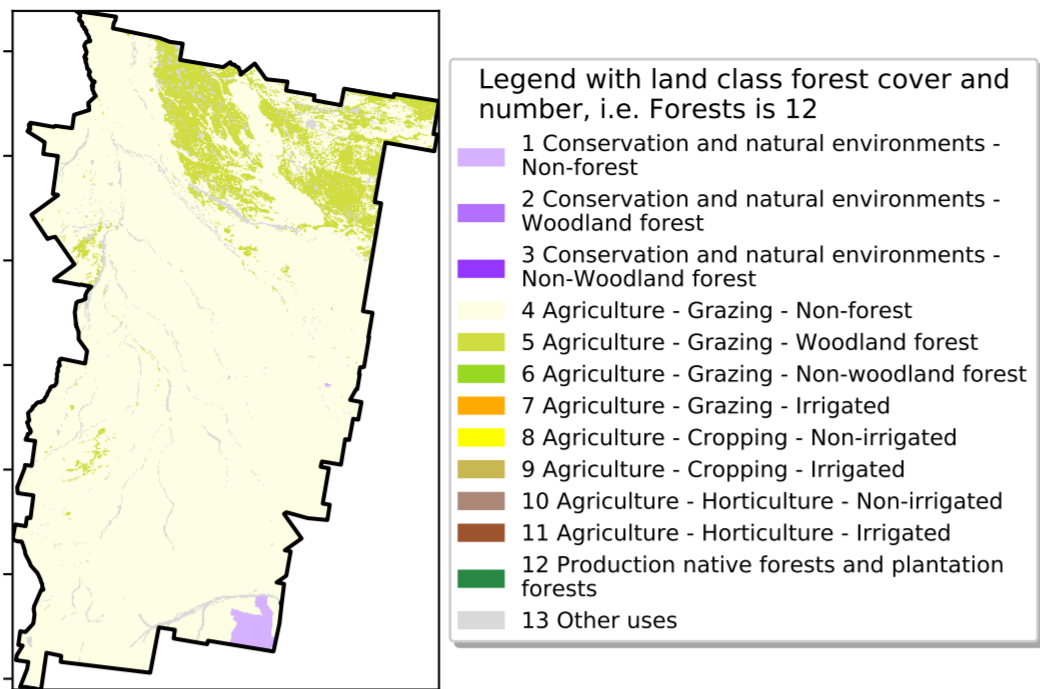 Legend with land class forest cover and
number, i.e. Forests is 12
1 Conservation and natural environments -
Non-forest
2 Conservation and natural environments -
Woodland forest
3 Conservation and natural environments -
Non-Woodland forest
4 Agriculture - Grazing - Non-forest
5 Agriculture - Grazing - Woodland forest
6 Agriculture - Grazing - Non-woodland forest
7 Agriculture - Grazing - Irrigated
8 Agriculture - Cropping - Non-irrigated
9 Agriculture - Cropping - Irrigated
10 Agriculture - Horticulture - Non-irrigated
11 Agriculture - Horticulture - Irrigated
12 Production native forests and plantation
forests
13 Other uses